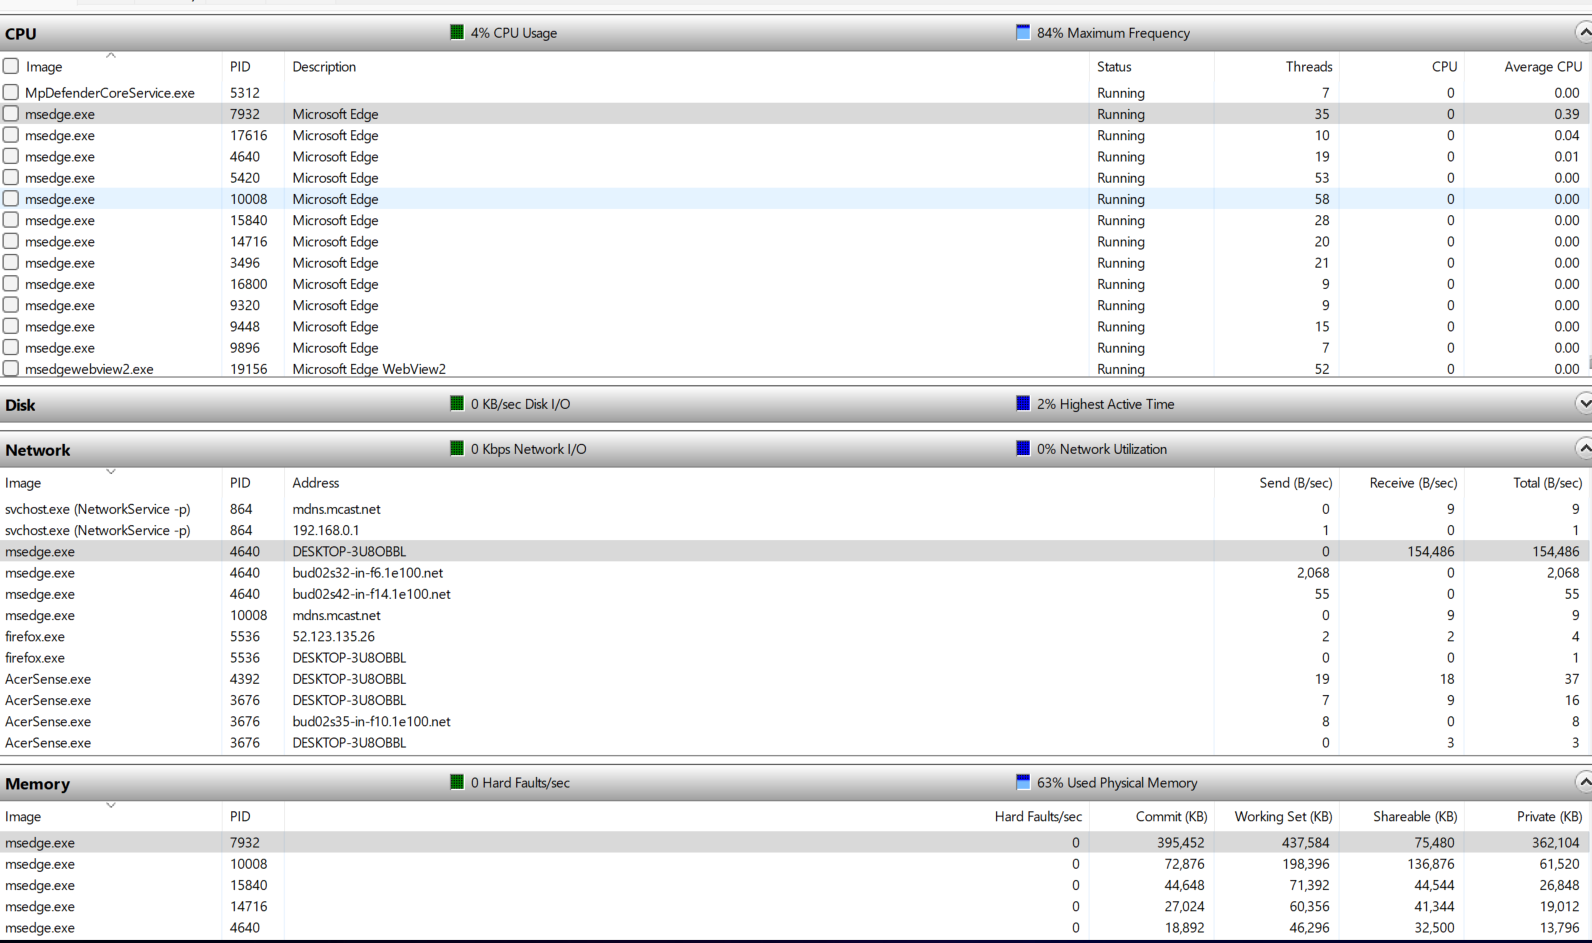 CPU 4% CPU Usage 84% Maximum Frequency
Image PID Description Status Threads CPU Average CPU
MpDefenderCoreService.exe 5312 Running 7 0 0.00
msedge.exe 7932 Microsoft Edge Running 35 0 0.39
msedge.exe 17616 Microsoft Edge Running 10 0 0.04
msedge.exe 4640 Microsoft Edge Running 19 0 0.01
msedge.exe 5420 Microsoft Edge Running 53 0 0.00
msedge.exe 10008 Microsoft Edge Running 58 0 0.00
msedge.exe 15840 Microsoft Edge Running 28 0 0.00
msedge.exe 14716 Microsoft Edge Running 20 0 0.00
msedge.exe 3496 Microsoft Edge Running 21 0 0.00
msedge.exe 16800 Microsoft Edge Running 9 0 0.00
msedge.exe 9320 Microsoft Edge Running 9 0 0.00
msedge.exe 9448 Microsoft Edge Running 15 0 0.00
msedge.exe 9896 Microsoft Edge Running 7 0 0.00
msedgewebview2.exe 19156 Microsoft Edge WebView2 Running 52 0 0.00
Disk 0 KB/sec Disk I/O 2% Highest Active Time
Network 0 Kbps Network I/O 0% Network Utilization
Image PID Address Send (B/sec) Receive (B/sec) Total (B/sec)
svchost.exe (NetworkService -p) 864 mdns.mcast.net 0 9 9
svchost.exe (NetworkService -p) 864 192.168.0.1 1 0 1
msedge.exe 4640 DESKTOP-3U8OBBL 0 154,486 154,486
msedge.exe 4640 bud02s32-in-f6.1e100.net 2,068 0 2,068
msedge.exe 4640 bud02s42-in-f14.1e100.net 55 0 55
msedge.exe 10008 mdns.mcast.net 0 9 9
firefox.exe 5536 52.123.135.26 2 2 4
firefox.exe 5536 DESKTOP-3U8OBBL 0 0 1
AcerSense.exe 4392 DESKTOP-3U8OBBL 19 18 37
AcerSense.exe 3676 DESKTOP-3U8OBBL 7 9 16
AcerSense.exe 3676 bud02s35-in-f10.1e100.net 8 0 8
AcerSense.exe 3676 DESKTOP-3U8OBBL 0 3 3
Memory 0 Hard Faults/sec 63% Used Physical Memory
Image PID Hard Faults/sec Commit (KB) Working Set (KB) Shareable (KB) Private (KB)
msedge.exe 7932 0 395,452 437,584 75,480 362,104
msedge.exe 10008 0 72,876 198,396 136,876 61,520
msedge.exe 15840 0 44,648 71,392 44,544 26,848
msedge.exe 14716 0 27,024 60,356 41,344 19,012
msedge.exe 4640 0 18,892 46,296 32,500 13,796